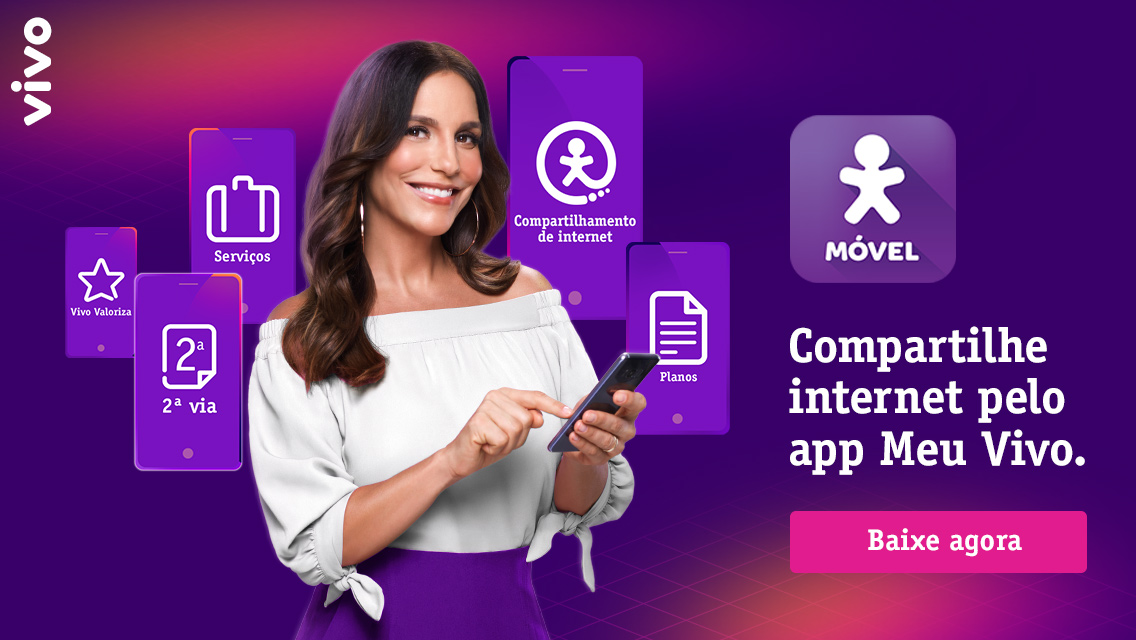 vivo
Serviços
Vivo Valoriza
2ª
2ª via
Compartilhamento
de internet
Planos
MÓVEL
Compartilhe
internet pelo
app Meu Vivo.
Baixe agora